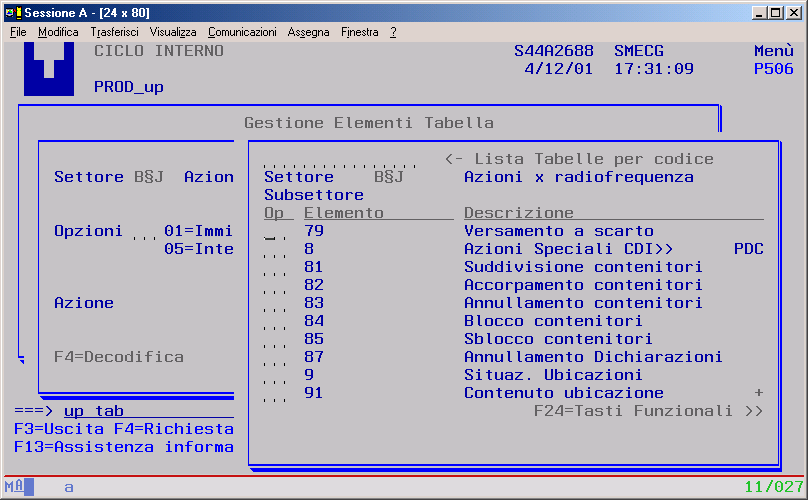 Sessione A - [24 x 80]
File Modifica Trasferisci Visualizza Comunicazioni Assegna Finestra ?
CICLO INTERNO S44A2688 SMECG Menù
4/12/01 17:31:09 P506
PROD_up
Gestione Elementi Tabella
<- Lista Tabelle per codice
Settore B§J Azion Settore B§J Azioni x radiofrequenza
Subsettore
Op Elemento Descrizione
Opzioni ... 01=Immi ... 79 Versamento a scarto
05=Inte ... 8 Azioni Speciali CDI>> PDC
... 81 Suddivisione contenitori
... 82 Accorpamento contenitori
Azione ... 83 Annullamento contenitori
... 84 Blocco contenitori
... 85 Sblocco contenitori
F4=Decodifica ... 87 Annullamento Dichiarazioni
... 9 Situaz. Ubicazioni
... 91 Contenuto ubicazione +
===> up tab F24=Tasti Funzionali >>
F3=Uscita F4=Richiesta
F13=Assistenza informa
MA a 11/027